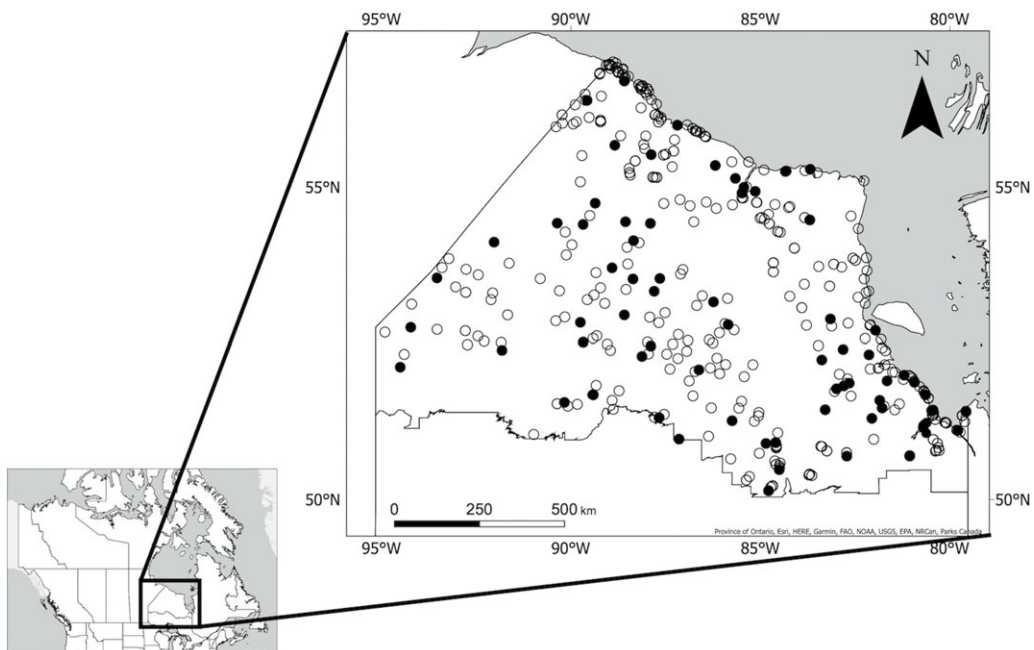 95°W 90°W 85°W 80°W
N
55°N 55°N
50°N 50°N
0 250 500 km
Province of Ontario, Esri, HERE, Garmin, FAO, NOAA, USGS, EPA, NRCan, Parks Canada
95°W 90°W 85°W 80°W